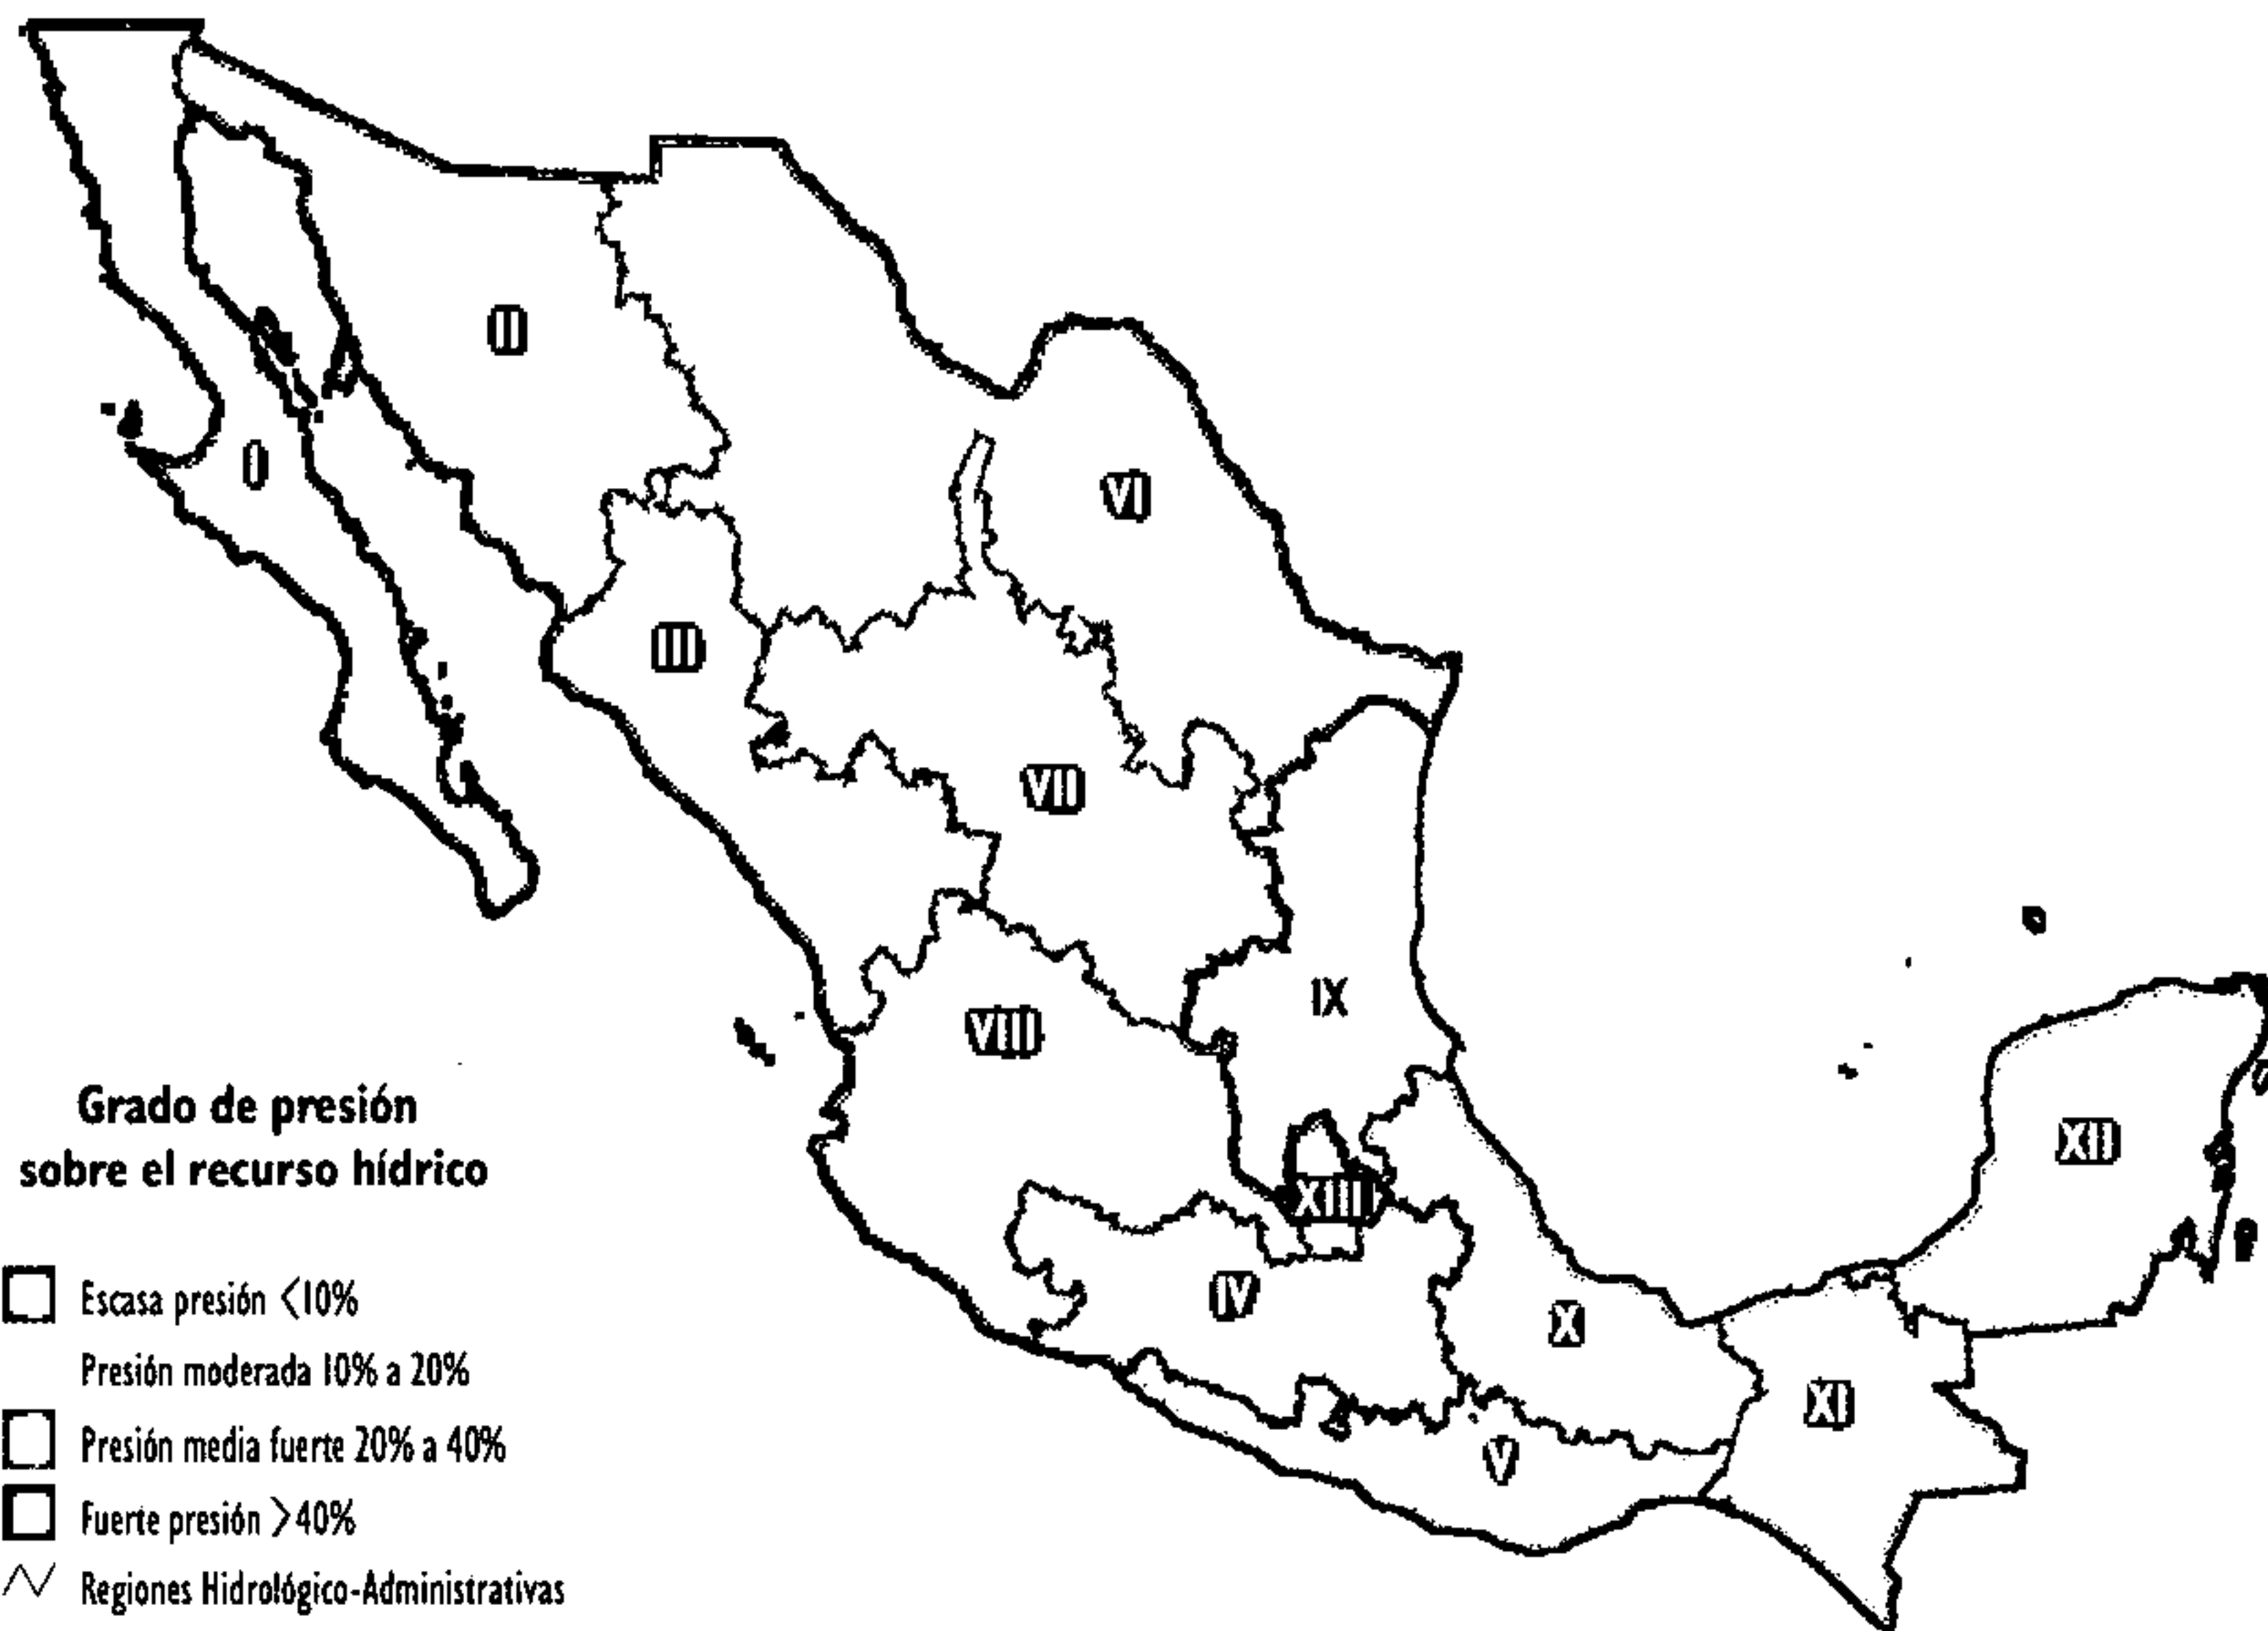 II
I
VI
III
VII
IX
VIII
XII
XIII
IV
X
XI
V
Grado de presión
sobre el recurso hídrico
Escasa presión <10%
Presión moderada 10% a 20%
Presión media fuerte 20% a 40%
Fuerte presión >40%
Regiones Hidrológico-Administrativas